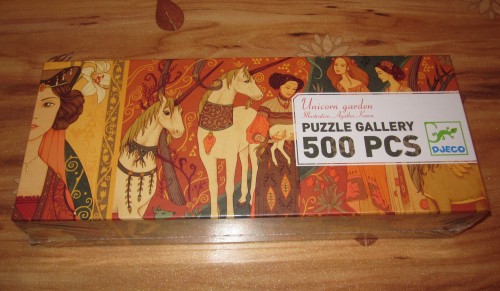 Unicorn garden
PUZZLE GALLERY
500 PCS
DJECO